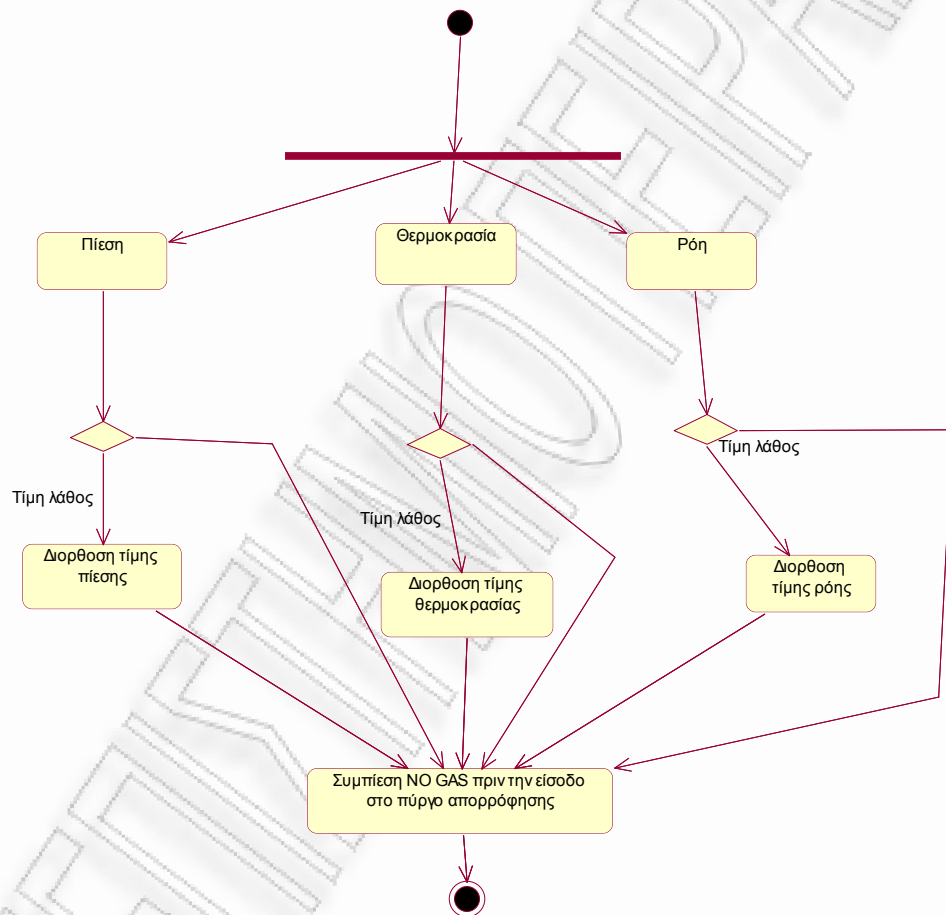 Πίεση
Θερμοκρασία
Ρόη
Τίμη λάθος
Τίμη λάθος
Τίμη λάθος
Διορθοση τίμης
πίεσης
Διορθοση τίμης
θερμοκρασίας
Διορθοση
τίμης ρόης
Συμπίεση NO GAS πριν την είσοδο
στο πύργο απορρόφησης